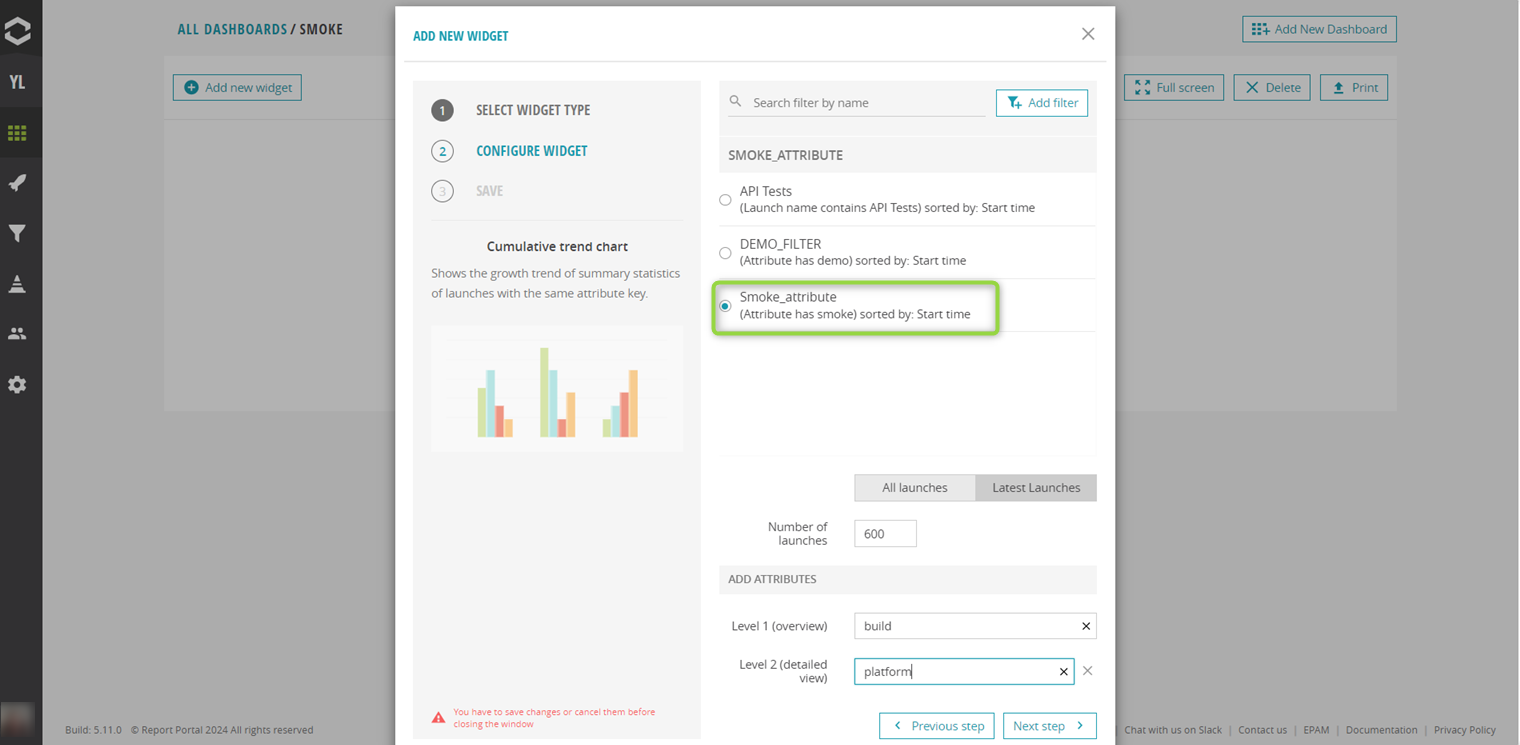 ALL DASHBOARDS / SMOKE
Add New Dashboard
YL
Add new widget
Full screen
Delete
Print
ADD NEW WIDGET
1 SELECT WIDGET TYPE
2 CONFIGURE WIDGET
3 SAVE
Cumulative trend chart
Shows the growth trend of summary statistics
of launches with the same attribute key.
You have to save changes or cancel them before
closing the window
Search filter by name
Add filter
SMOKE_ATTRIBUTE
API Tests
(Launch name contains API Tests) sorted by: Start time
DEMO_FILTER
(Attribute has demo) sorted by: Start time
Smoke_attribute
(Attribute has smoke) sorted by: Start time
All launches
Latest Launches
Number of
launches
600
ADD ATTRIBUTES
Level 1 (overview)
build
Level 2 (detailed
view)
platform
Previous step
Next step
Build: 5.11.0 © Report Portal 2024 All rights reserved
| Chat with us on Slack | Contact us | EPAM | Documentation | Privacy Policy